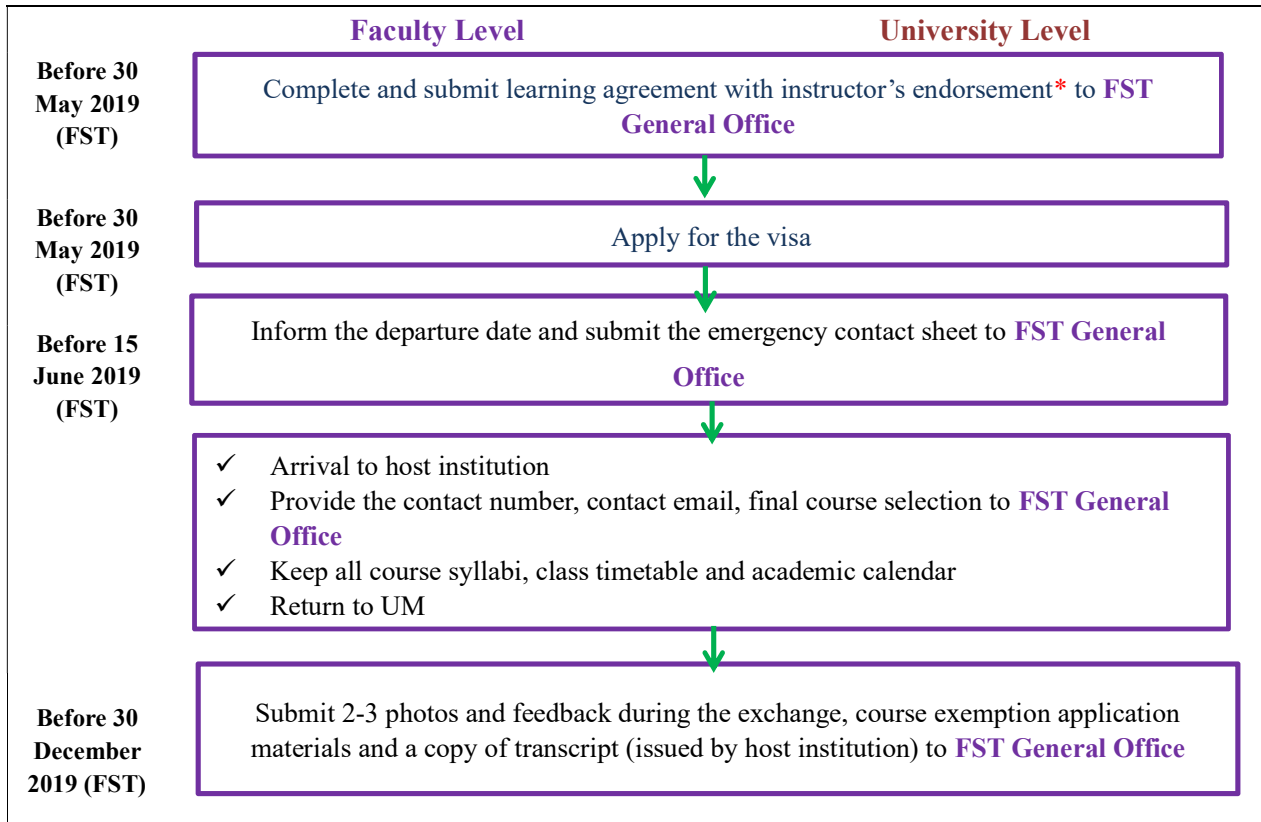 Faculty Level University Level
Before 30
May 2019
(FST)
Complete and submit learning agreement with instructor’s endorsement* to FST
General Office
Before 30
May 2019
(FST)
Apply for the visa
Before 15
June 2019
(FST)
Inform the departure date and submit the emergency contact sheet to FST General
Office
✓ Arrival to host institution
✓ Provide the contact number, contact email, final course selection to FST General
Office
✓ Keep all course syllabi, class timetable and academic calendar
✓ Return to UM
Before 30
December
2019 (FST)
Submit 2-3 photos and feedback during the exchange, course exemption application
materials and a copy of transcript (issued by host institution) to FST General Office